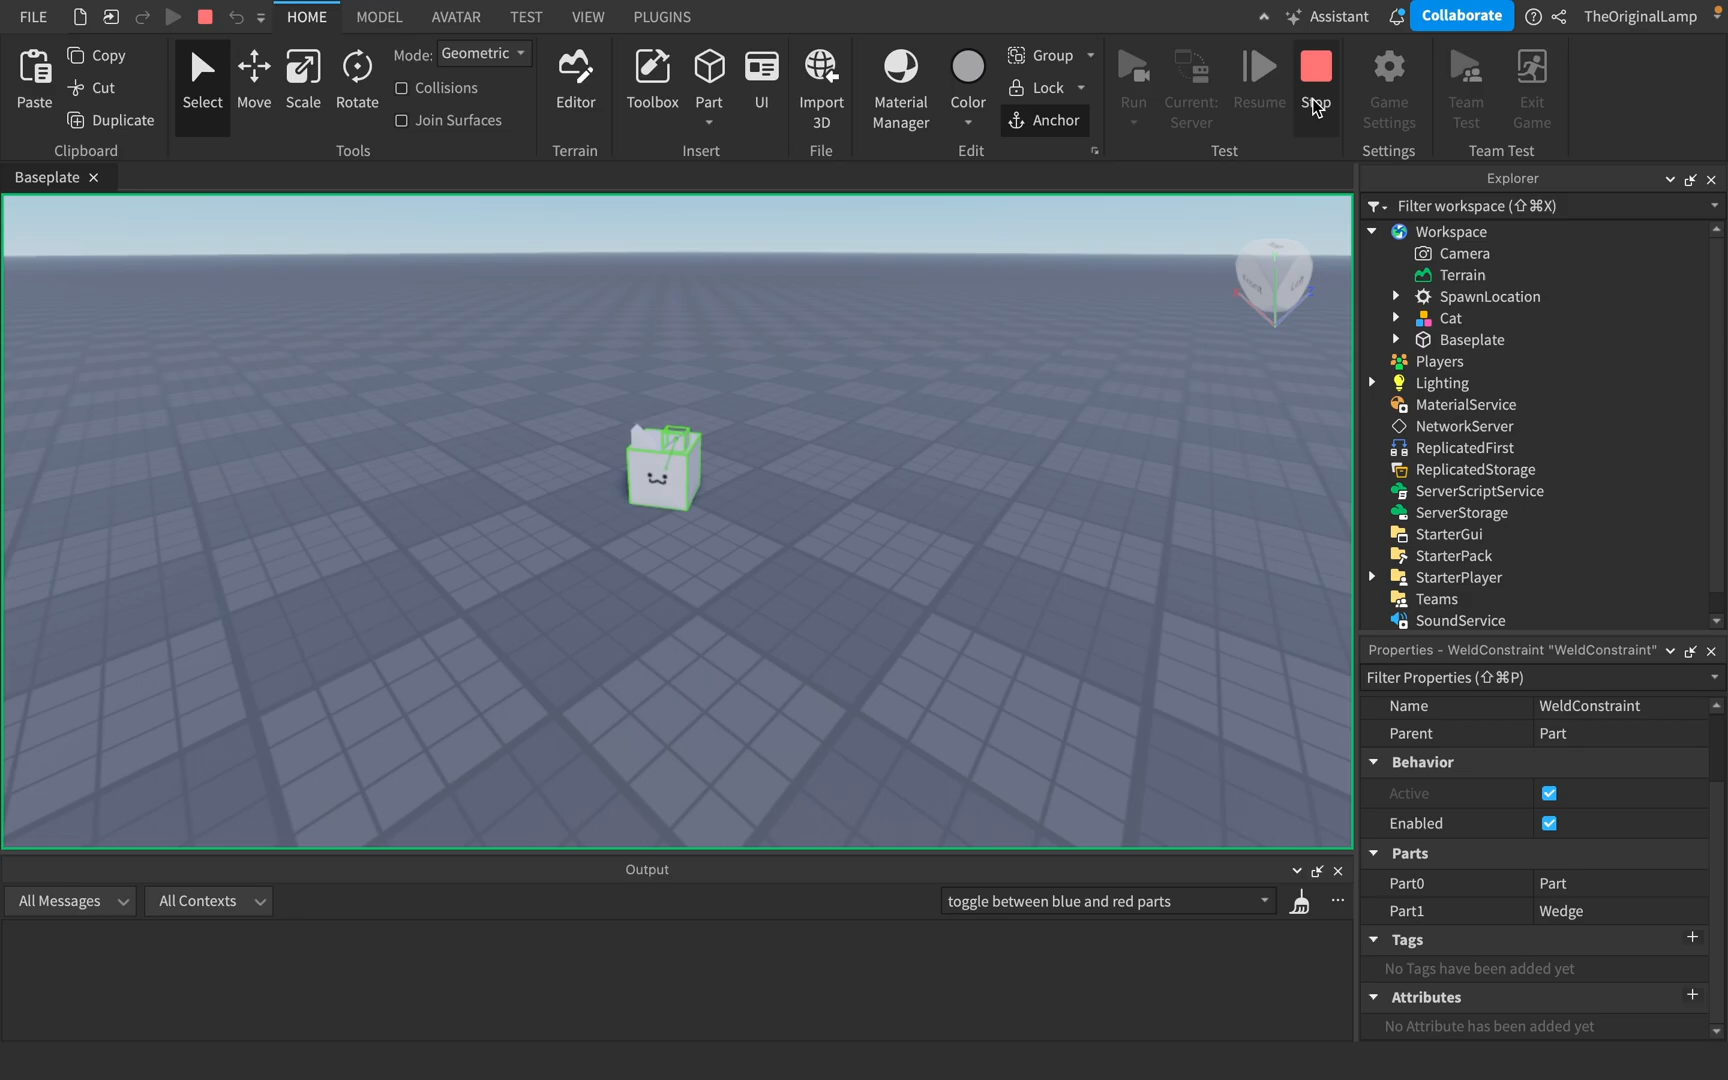 FILE HOME MODEL AVATAR TEST VIEW PLUGINS Assistant Collaborate TheOriginalLamp
Paste Copy Cut Duplicate Clipboard
Select Move Scale Rotate Mode: Geometric Collisions Join Surfaces Tools
Editor Terrain
Toolbox Part UI Insert
Import 3D File
Material Manager Color Group Lock Anchor Edit
Run Current: Server Resume Stop Test
Game Settings Settings
Team Test Exit Game Team Test
Baseplate
Explorer
Filter workspace (⇧⌘X)
Workspace
Camera
Terrain
SpawnLocation
Cat
Baseplate
Players
Lighting
MaterialService
NetworkServer
ReplicatedFirst
ReplicatedStorage
ServerScriptService
ServerStorage
StarterGui
StarterPack
StarterPlayer
Teams
SoundService
Properties - WeldConstraint "WeldConstraint"
Filter Properties (⇧⌘P)
Name WeldConstraint
Parent Part
Behavior
Active
Enabled
Parts
Part0 Part
Part1 Wedge
Tags
No Tags have been added yet
Attributes
No Attribute has been added yet
Output
All Messages All Contexts toggle between blue and red parts